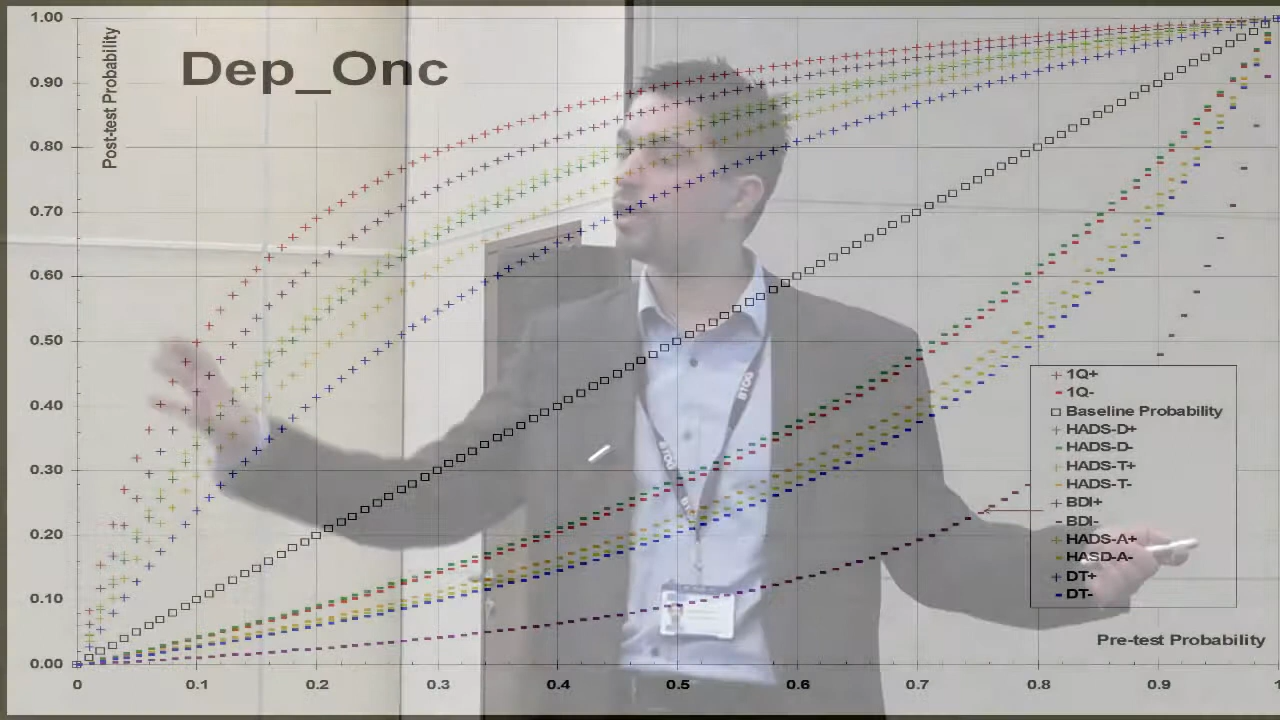 Dep_Onc
Post-test Probability
1.00
0.90
0.80
0.70
0.60
0.50
0.40
0.30
0.20
0.10
0.00
0
0.1
0.2
0.3
0.4
0.5
0.6
0.7
0.8
0.9
1
Pre-test Probability
1Q+
1Q-
Baseline Probability
HADS-D+
HADS-D-
HADS-T+
HADS-T-
BDI+
BDI-
HADS-A+
HASD-A-
DT+
DT-
BTOG
BTOG